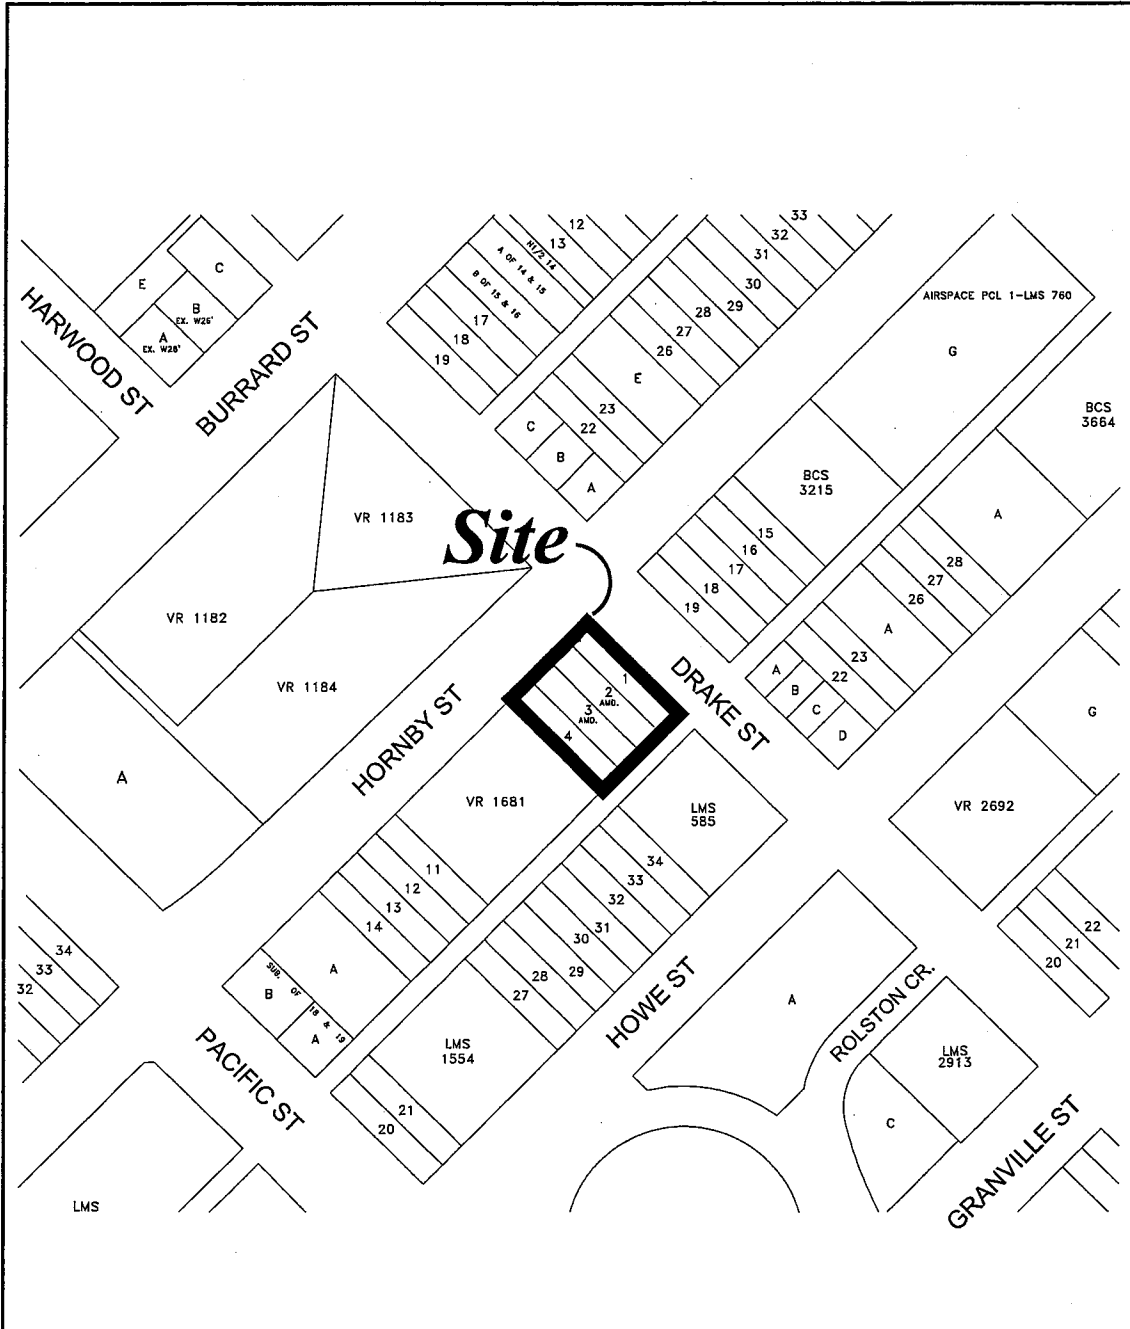 33
12
32
13
N1/2 14
31
A OF 14 & 15
30
C
E
B OF 15 & 16
29
AIRSPACE PCL 1-LMS 760
28
B
EX. W26'
17
27
HARWOOD ST
A
EX. W26'
BURRARD ST
18
26
G
19
E
23
BCS
3664
C
22
B
BCS
3215
A
VR 1183
A
Site
15
16
17
28
18
27
19
26
VR 1182
A
1
DRAKE ST
23
A
22
2
AMD.
B
VR 1184
HORNBY ST
3
AMD.
C
G
4
D
A
VR 1681
LMS
585
VR 2692
34
11
33
12
32
13
31
22
14
30
21
34
29
20
33
28
A
SUB. OF 18 & 19
27
32
B
HOWE ST
A
ROLSTON CR.
A
PACIFIC ST
LMS
1554
LMS
2913
21
C
20
GRANVILLE ST
LMS